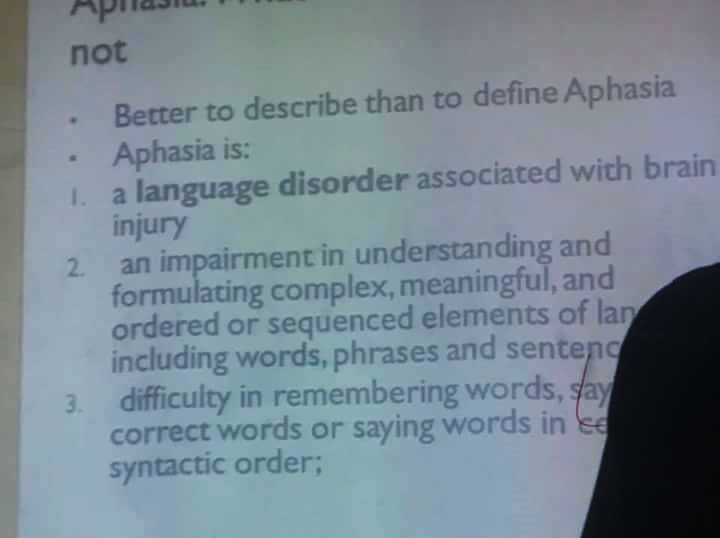 Aphasia:
not
• Better to describe than to define Aphasia
• Aphasia is:
1. a language disorder associated with brain
injury
2. an impairment in understanding and
formulating complex, meaningful, and
ordered or sequenced elements of
including words, phrases and
3. difficulty in remembering words,
correct words or saying words in
syntactic order;